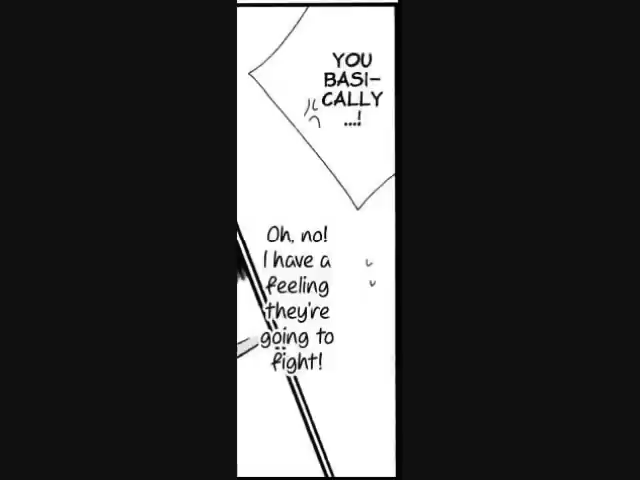 YOU
BASI-
CALLY
...!
Oh, no!
I have a
feeling
they're
going to
fight!